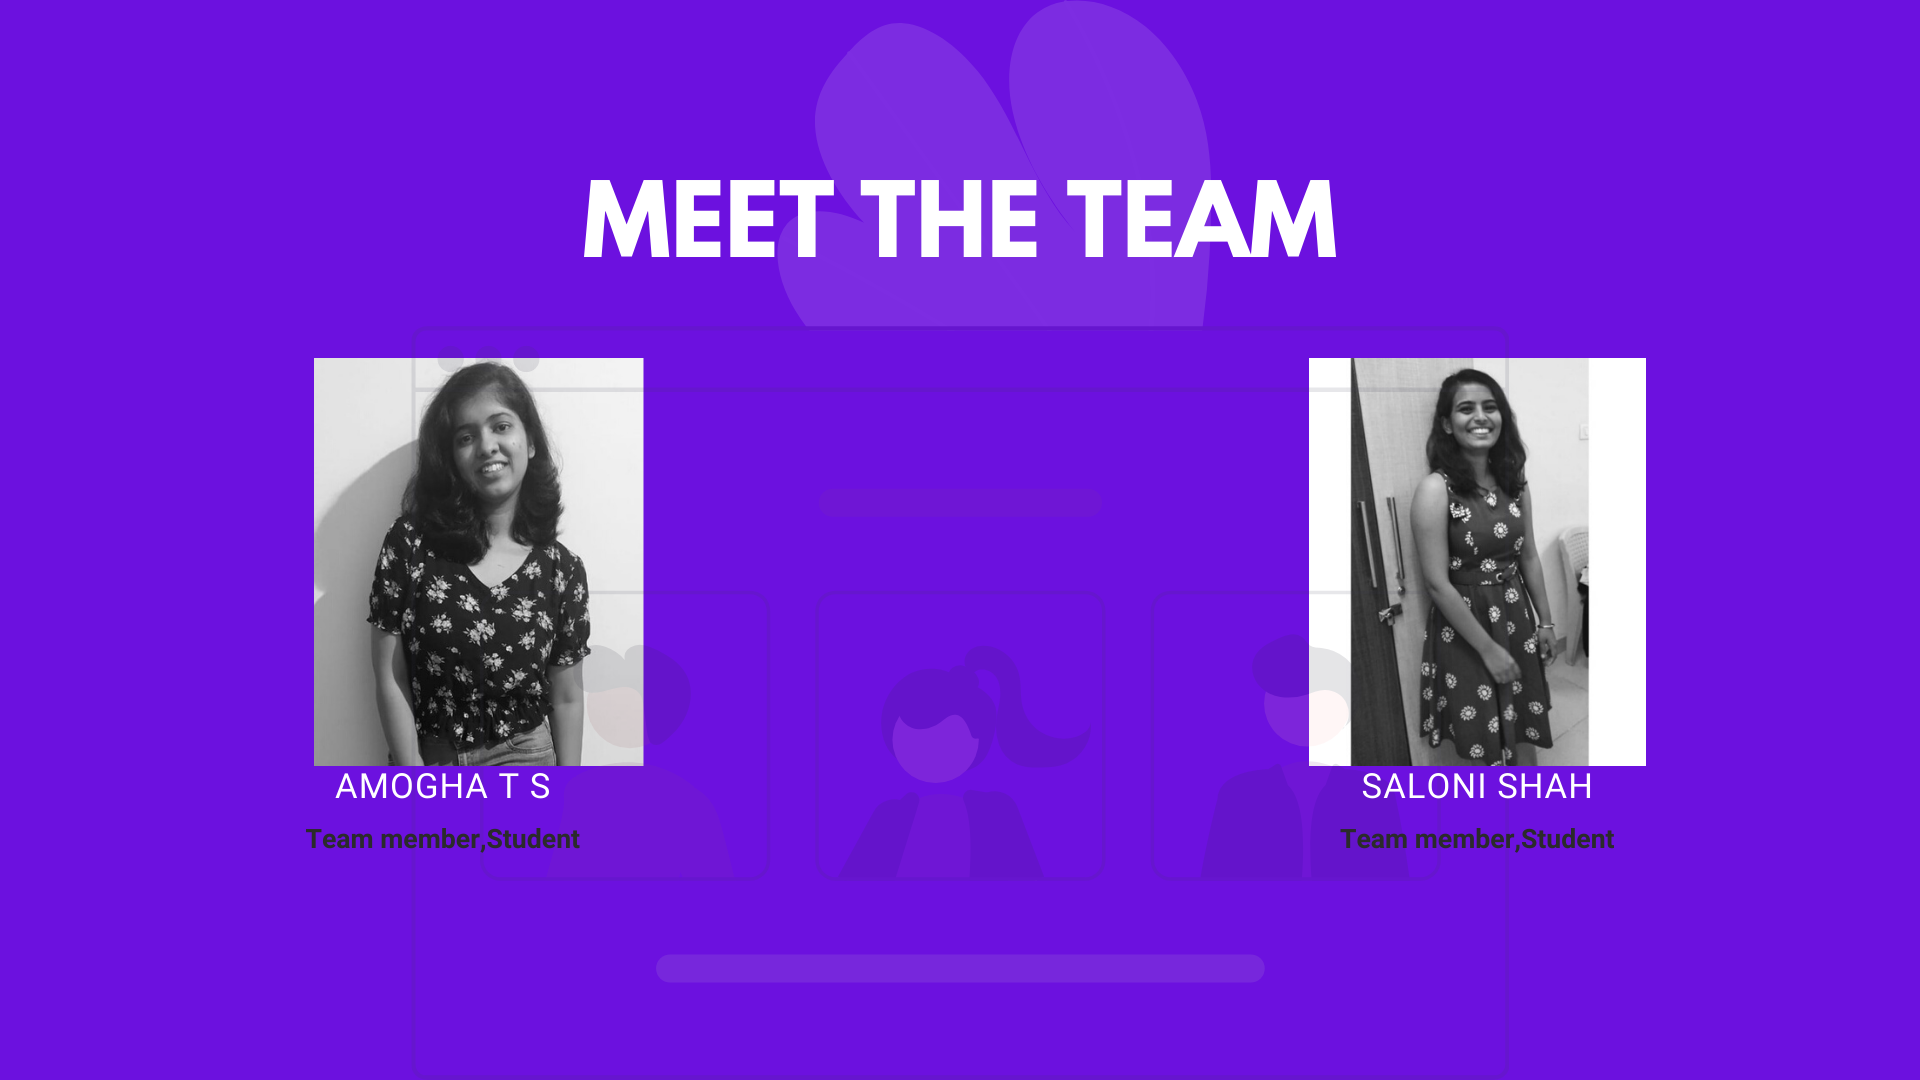 MEET THE TEAM
AMOGHA T S
Team member,Student
SALONI SHAH
Team member,Student